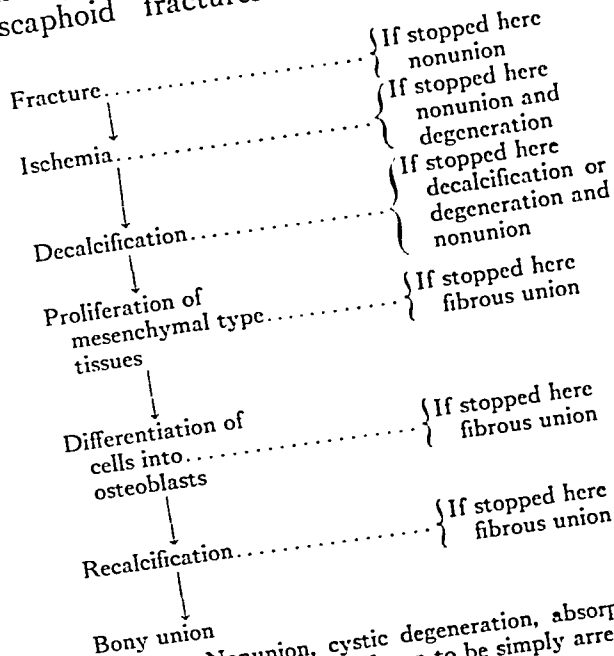 scaphoid fractures
If stopped here
nonunion
Fracture
If stopped here
nonunion and
degeneration
Ischemia
If stopped here
decalcification or
degeneration and
nonunion
Decalcification
If stopped here
fibrous union
Proliferation of
mesenchymal type
tissues
If stopped here
fibrous union
Differentiation of
cells into
osteoblasts
If stopped here
fibrous union
Recalcification
Bony union
Nonunion, cystic degeneration,
to be simply